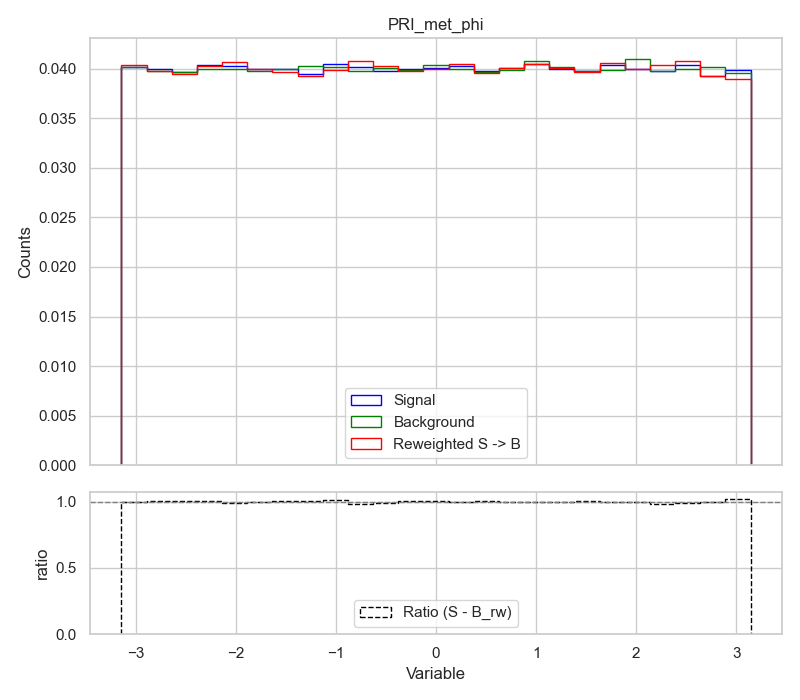 PRI_met_phi
Counts
0.040
0.035
0.030
0.025
0.020
0.015
0.010
0.005
0.000
Signal
Background
Reweighted S -> B
ratio
1.0
0.5
0.0
Ratio (S - B_rw)
−3 −2 −1 0 1 2 3
Variable